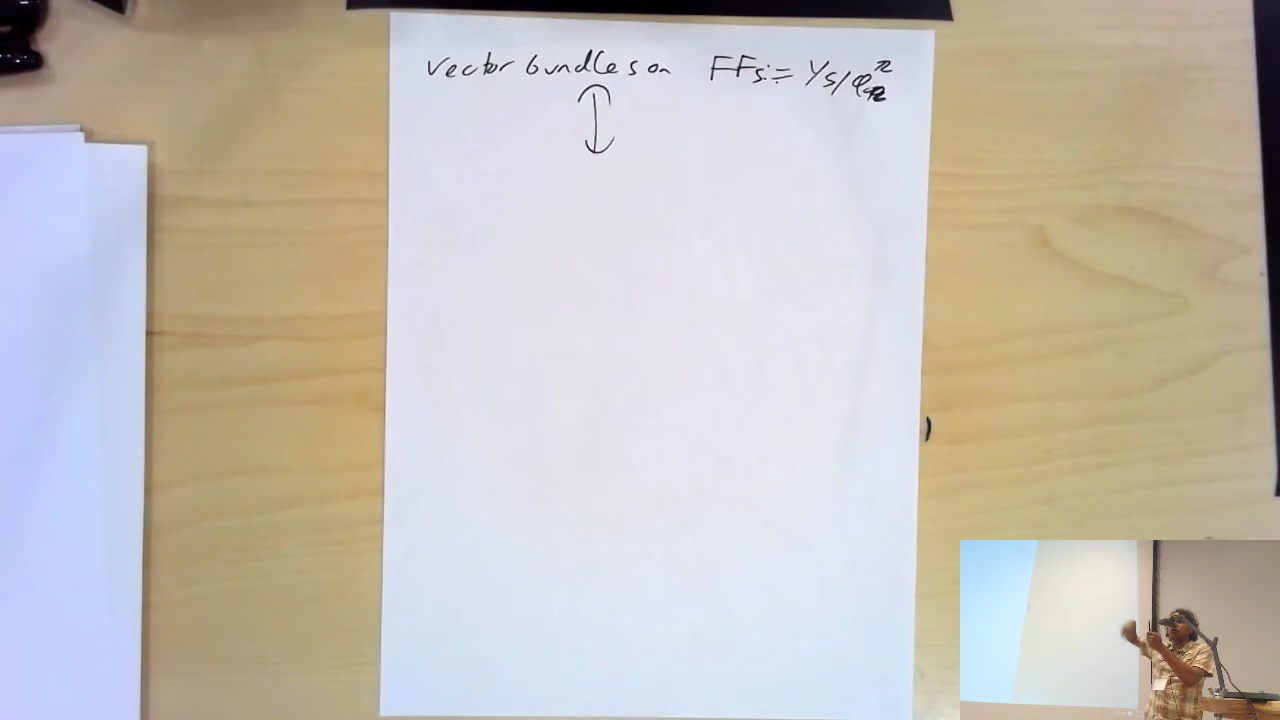 vector bundles on FF_S := Y_S/φ^ℤ
↕